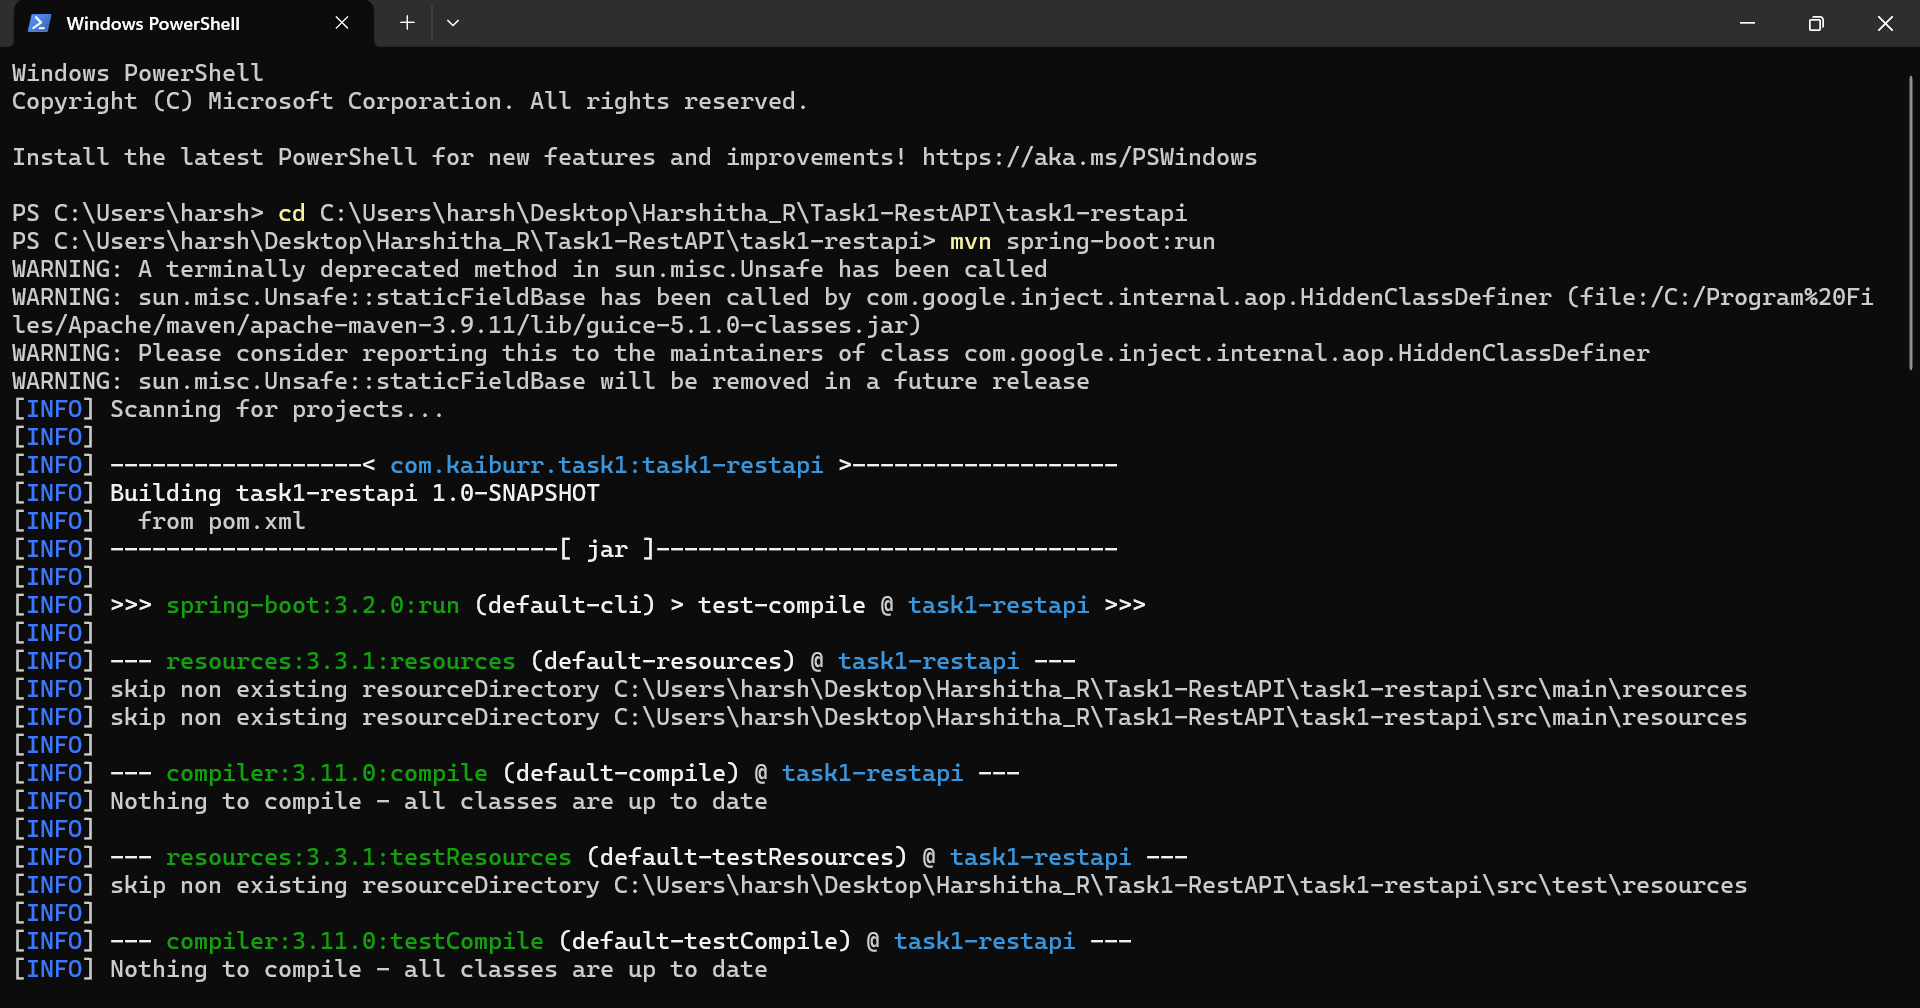 Windows PowerShell
Windows PowerShell
Copyright (C) Microsoft Corporation. All rights reserved.
Install the latest PowerShell for new features and improvements! https://aka.ms/PSWindows
PS C:\Users\harsh> cd C:\Users\harsh\Desktop\Harshitha_R\Task1-RestAPI\task1-restapi
PS C:\Users\harsh\Desktop\Harshitha_R\Task1-RestAPI\task1-restapi> mvn spring-boot:run
WARNING: A terminally deprecated method in sun.misc.Unsafe has been called
WARNING: sun.misc.Unsafe::staticFieldBase has been called by com.google.inject.internal.aop.HiddenClassDefiner (file:/C:/Program%20Fi
les/Apache/maven/apache-maven-3.9.11/lib/guice-5.1.0-classes.jar)
WARNING: Please consider reporting this to the maintainers of class com.google.inject.internal.aop.HiddenClassDefiner
WARNING: sun.misc.Unsafe::staticFieldBase will be removed in a future release
[INFO] Scanning for projects...
[INFO]
[INFO] ------------------< com.kaiburr.task1:task1-restapi >-------------------
[INFO] Building task1-restapi 1.0-SNAPSHOT
[INFO]   from pom.xml
[INFO] --------------------------------[ jar ]---------------------------------
[INFO]
[INFO] >>> spring-boot:3.2.0:run (default-cli) > test-compile @ task1-restapi >>>
[INFO]
[INFO] --- resources:3.3.1:resources (default-resources) @ task1-restapi ---
[INFO] skip non existing resourceDirectory C:\Users\harsh\Desktop\Harshitha_R\Task1-RestAPI\task1-restapi\src\main\resources
[INFO] skip non existing resourceDirectory C:\Users\harsh\Desktop\Harshitha_R\Task1-RestAPI\task1-restapi\src\main\resources
[INFO]
[INFO] --- compiler:3.11.0:compile (default-compile) @ task1-restapi ---
[INFO] Nothing to compile - all classes are up to date
[INFO]
[INFO] --- resources:3.3.1:testResources (default-testResources) @ task1-restapi ---
[INFO] skip non existing resourceDirectory C:\Users\harsh\Desktop\Harshitha_R\Task1-RestAPI\task1-restapi\src\test\resources
[INFO]
[INFO] --- compiler:3.11.0:testCompile (default-testCompile) @ task1-restapi ---
[INFO] Nothing to compile - all classes are up to date